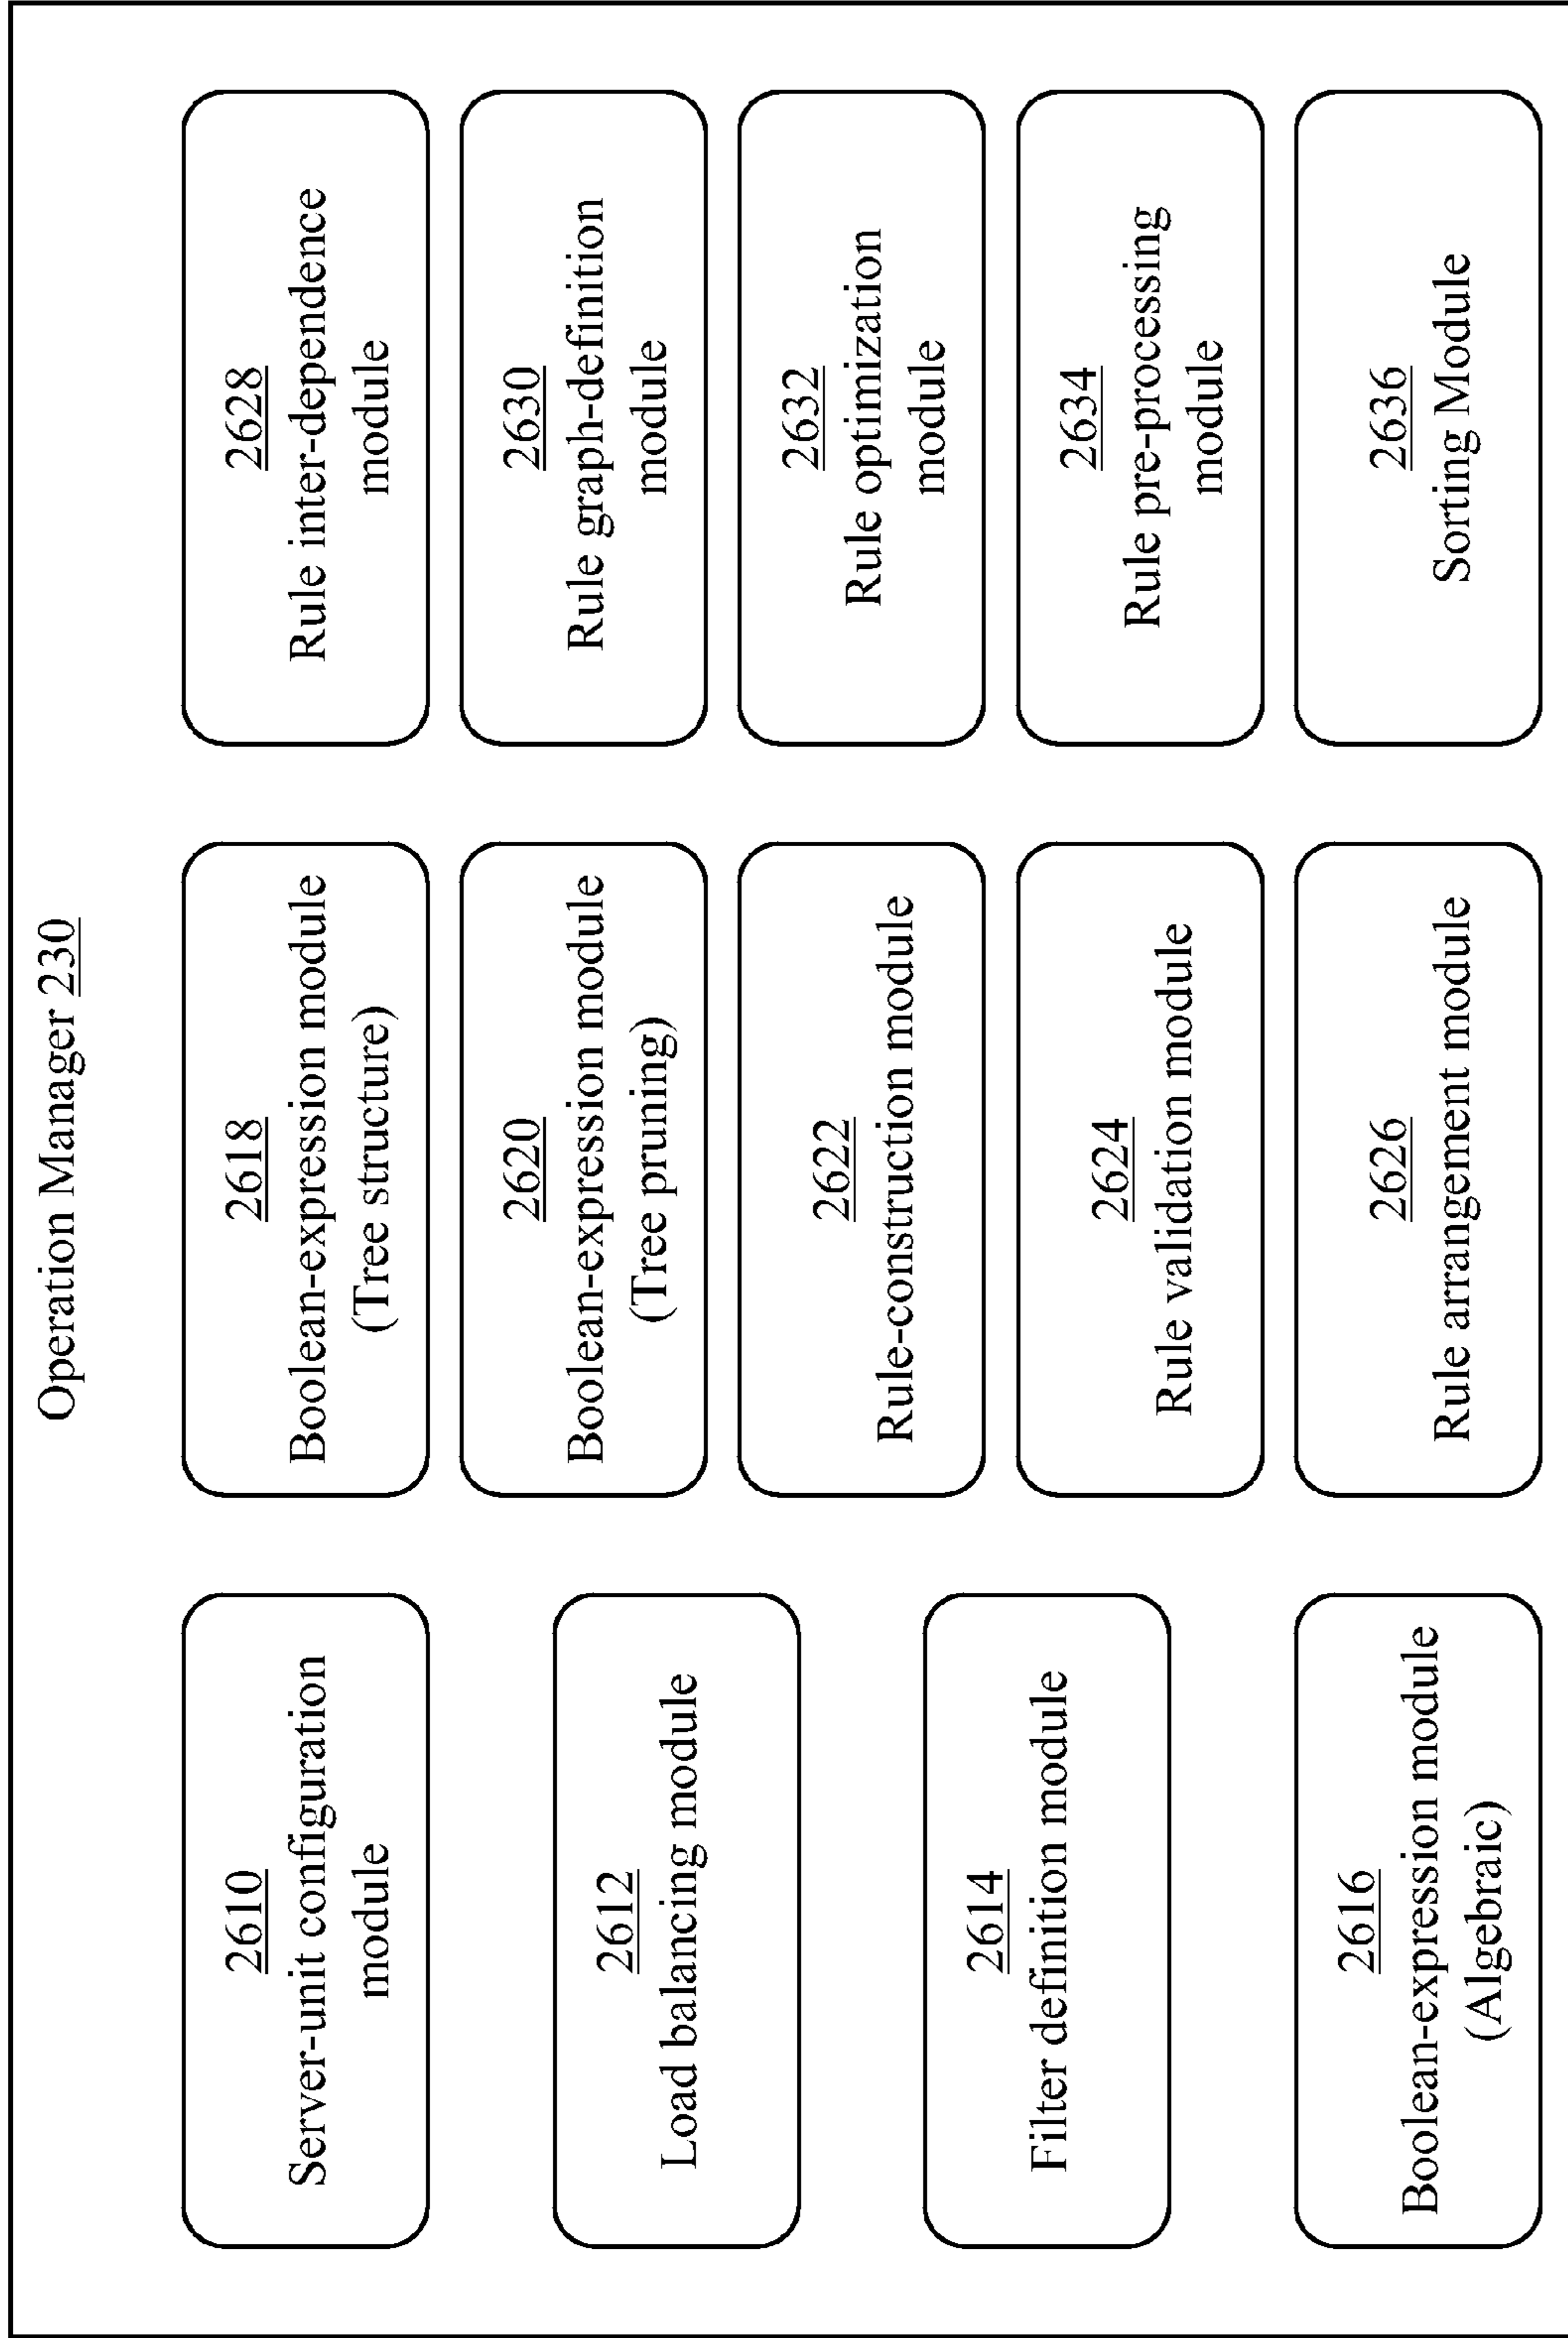 Operation Manager 230
2610
Server-unit configuration
module
2612
Load balancing module
2614
Filter definition module
2616
Boolean-expression module
(Algebraic)
2618
Boolean-expression module
(Tree structure)
2620
Boolean-expression module
(Tree pruning)
2622
Rule-construction module
2624
Rule validation module
2626
Rule arrangement module
2628
Rule inter-dependence
module
2630
Rule graph-definition
module
2632
Rule optimization
module
2634
Rule pre-processing
module
2636
Sorting Module